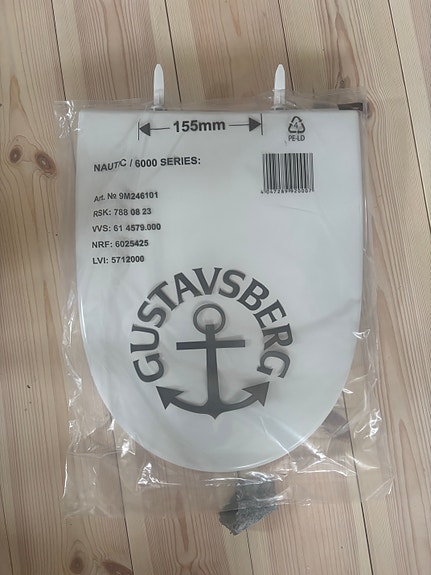 155mm
NAUTIC / 6000 SERIES:
4
PE-LD
Art. № 9M246101
RSK: 788 08 23
VVS: 61 4579.000
NRF: 6025425
LVI: 5712000
GUSTAVSBERG